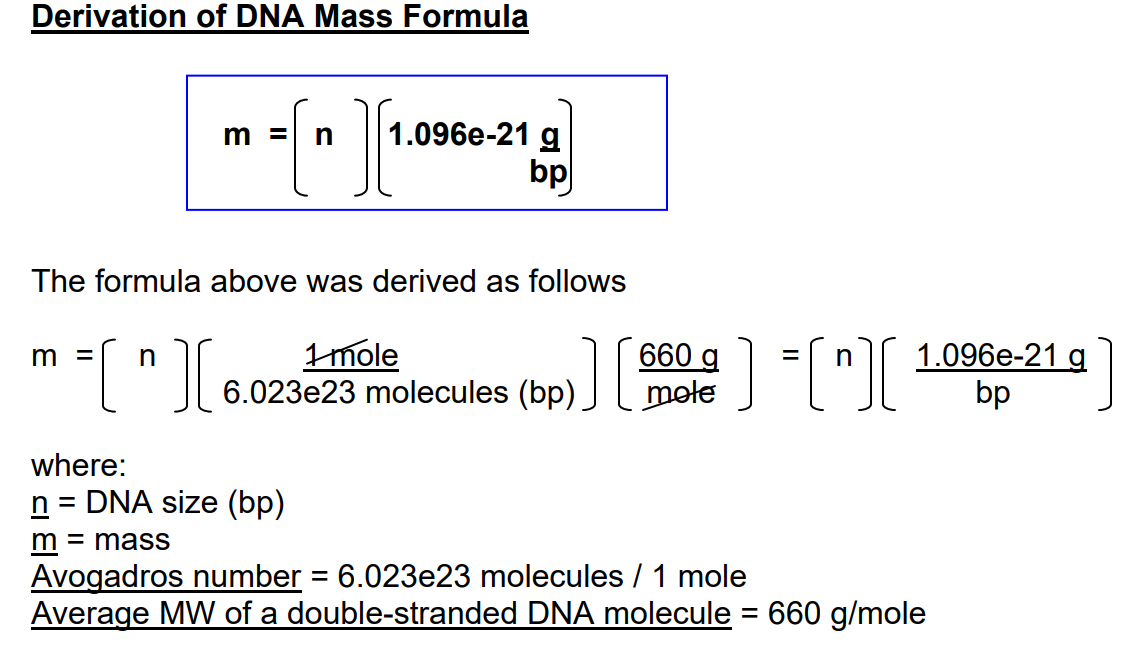 Derivation of DNA Mass Formula
m = [ n ] [ 1.096e-21 g
bp ]
The formula above was derived as follows
m = [ n ] [ 1 mole ] [ 660 g ] = [ n ] [ 1.096e-21 g ]
6.023e23 molecules (bp) mole bp
where:
n = DNA size (bp)
m = mass
Avogadros number = 6.023e23 molecules / 1 mole
Average MW of a double-stranded DNA molecule = 660 g/mole